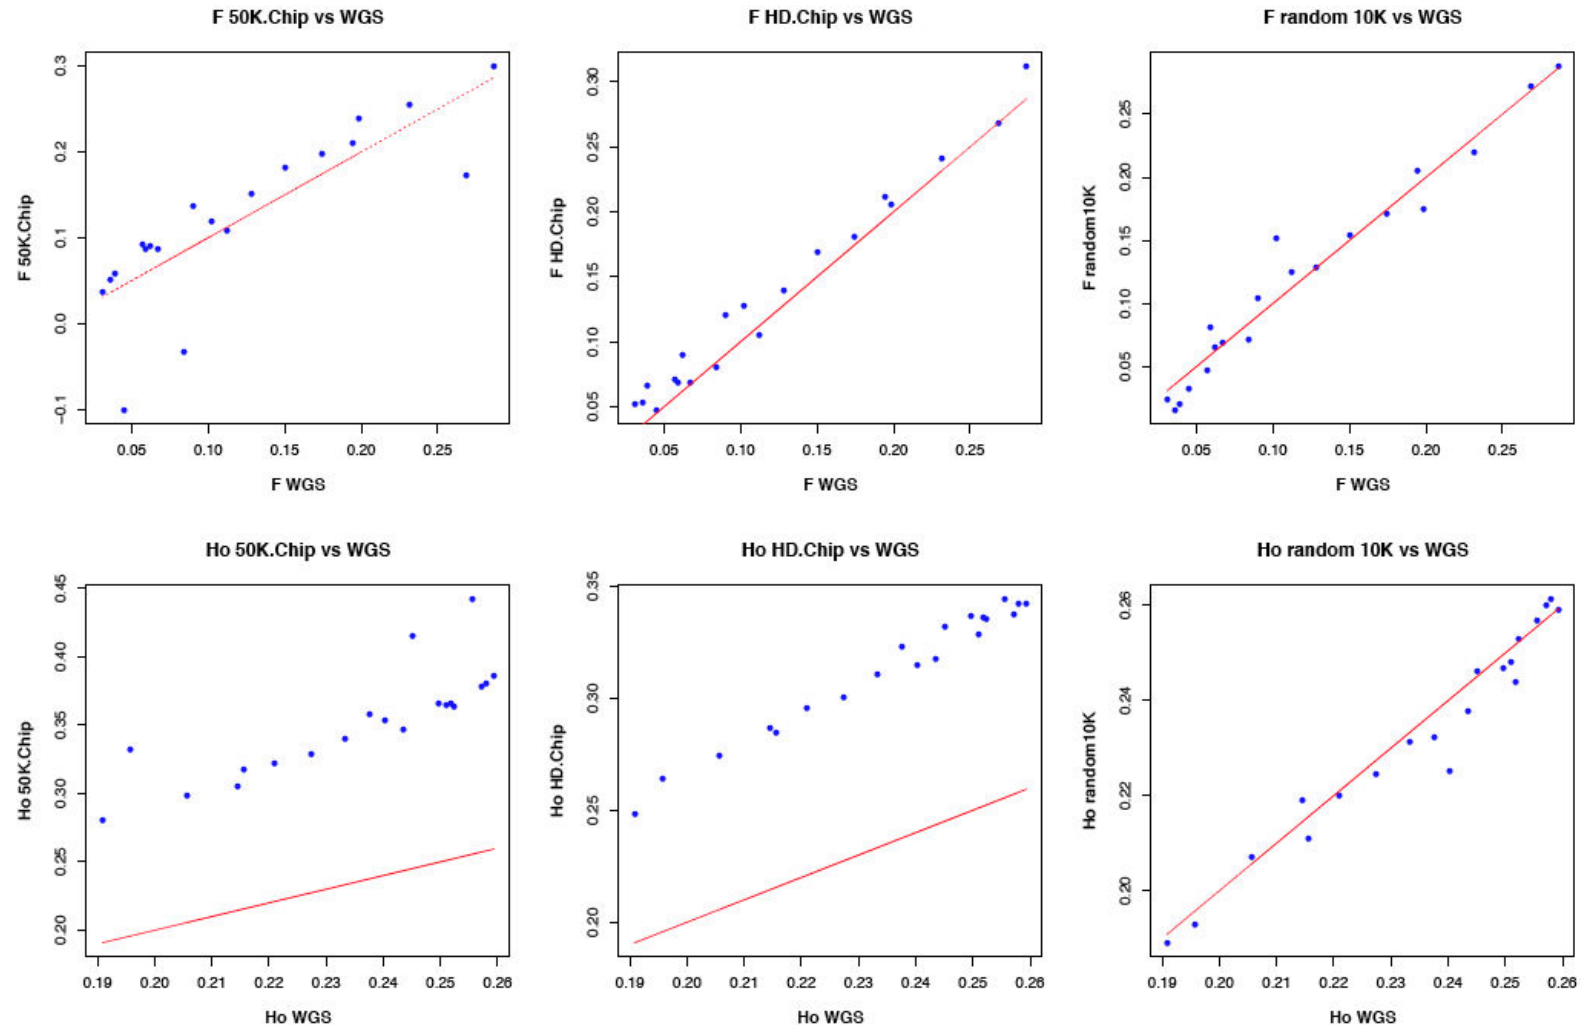 F 50K.Chip vs WGS
F HD.Chip vs WGS
F random 10K vs WGS
F 50K.Chip
0.3
0.2
0.1
0.0
−0.1
0.05 0.10 0.15 0.20 0.25
F WGS
F HD.Chip
0.30
0.25
0.20
0.15
0.10
0.05
0.05 0.10 0.15 0.20 0.25
F WGS
F random10K
0.25
0.20
0.15
0.10
0.05
0.05 0.10 0.15 0.20 0.25
F WGS
Ho 50K.Chip vs WGS
Ho HD.Chip vs WGS
Ho random 10K vs WGS
Ho 50K.Chip
0.45
0.40
0.35
0.30
0.25
0.20
0.19 0.20 0.21 0.22 0.23 0.24 0.25 0.26
Ho WGS
Ho HD.Chip
0.35
0.30
0.25
0.20
0.19 0.20 0.21 0.22 0.23 0.24 0.25 0.26
Ho WGS
Ho random10K
0.26
0.24
0.22
0.20
0.19 0.20 0.21 0.22 0.23 0.24 0.25 0.26
Ho WGS